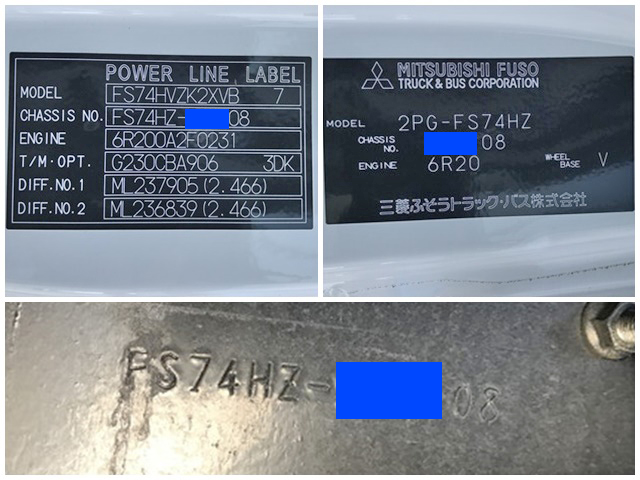 POWER LINE LABEL
MODEL FS74HVZK2XVB 7
CHASSIS NO. FS74HZ- 08
ENGINE 6R200A2F0231
T/M·OPT. G230CBA906 3DK
DIFF.NO.1 ML237905(2.466)
DIFF.NO.2 ML236839(2.466)
MITSUBISHI FUSO
TRUCK & BUS CORPORATION
MODEL 2PG-FS74HZ
CHASSIS NO. 08
ENGINE 6R20 WHEEL BASE V
三菱ふそうトラック・バス株式会社
FS74HZ- 08